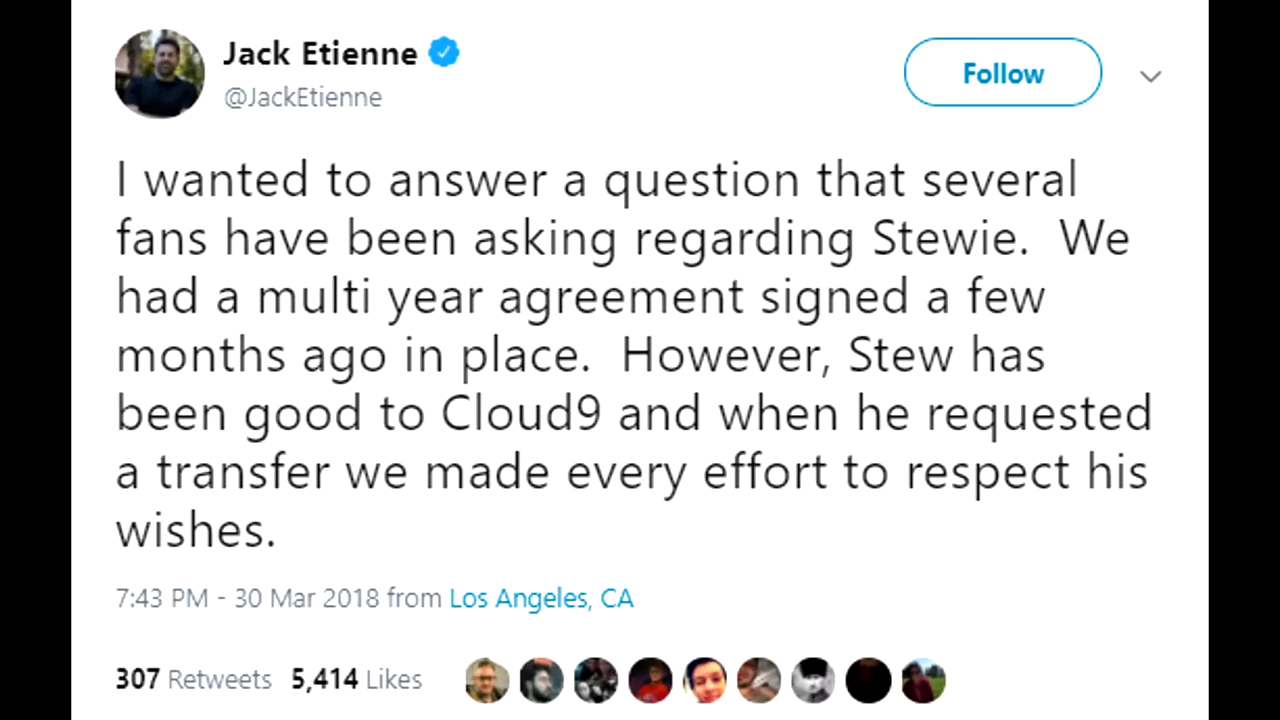 Jack Etienne
@JackEtienne
Follow
I wanted to answer a question that several
fans have been asking regarding Stewie.  We
had a multi year agreement signed a few
months ago in place.  However, Stew has
been good to Cloud9 and when he requested
a transfer we made every effort to respect his
wishes.
7:43 PM - 30 Mar 2018 from Los Angeles, CA
307 Retweets 5,414 Likes